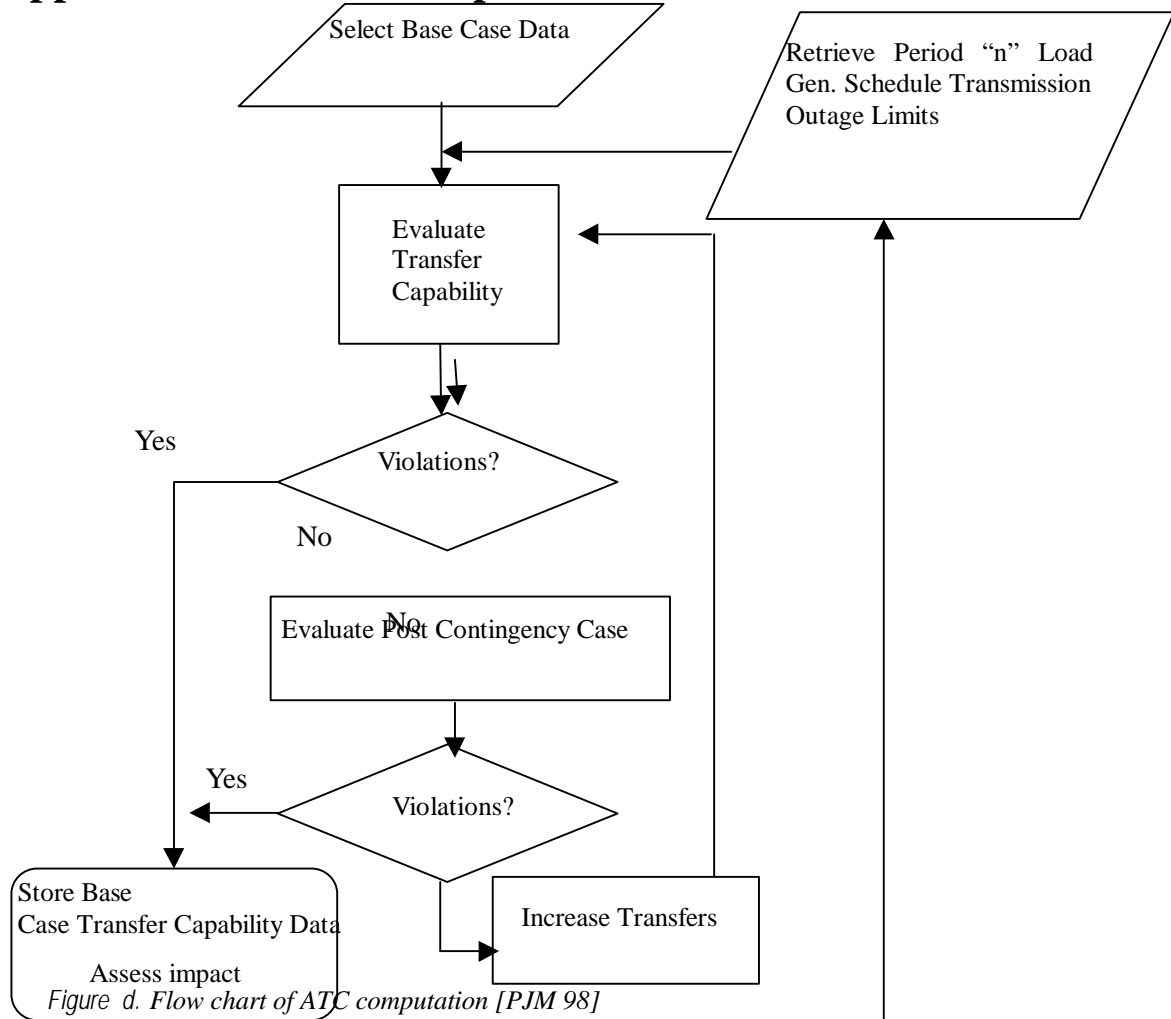 Select Base Case Data
Retrieve Period “n” Load
Gen. Schedule Transmission
Outage Limits
Evaluate
Transfer
Capability
Yes
Violations?
No
No
Evaluate Post Contingency Case
Yes
Violations?
Store Base
Case Transfer Capability Data
Assess impact
Increase Transfers
Figure d. Flow chart of ATC computation [PJM 98]